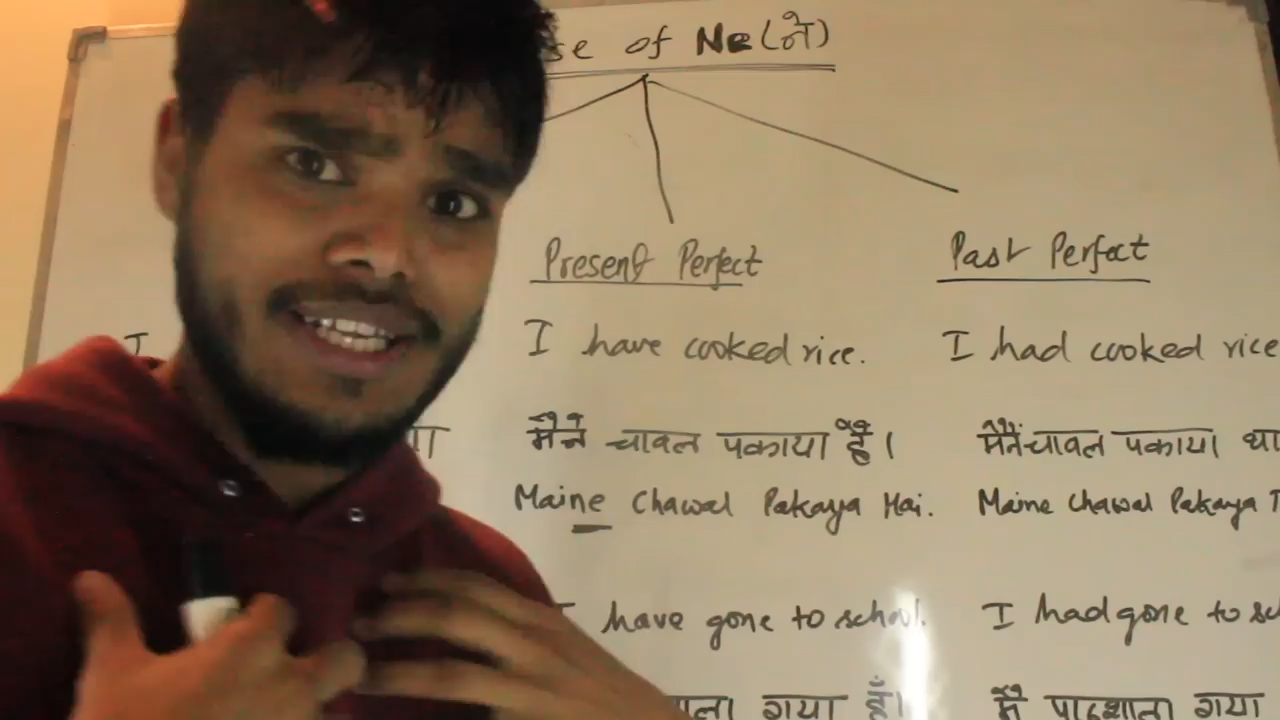 of Ne (ने)
Present Perfect
Past Perfect
I
I have cooked rice.
I had cooked rice
मैंने चावल पकाया है।
मैंने चावल पकाया था
Maine Chawal Pakaya Hai.
Maine Chawal Pakaya
have gone to school.
I had gone to
गया हूँ।
मैं पाठशाला गया